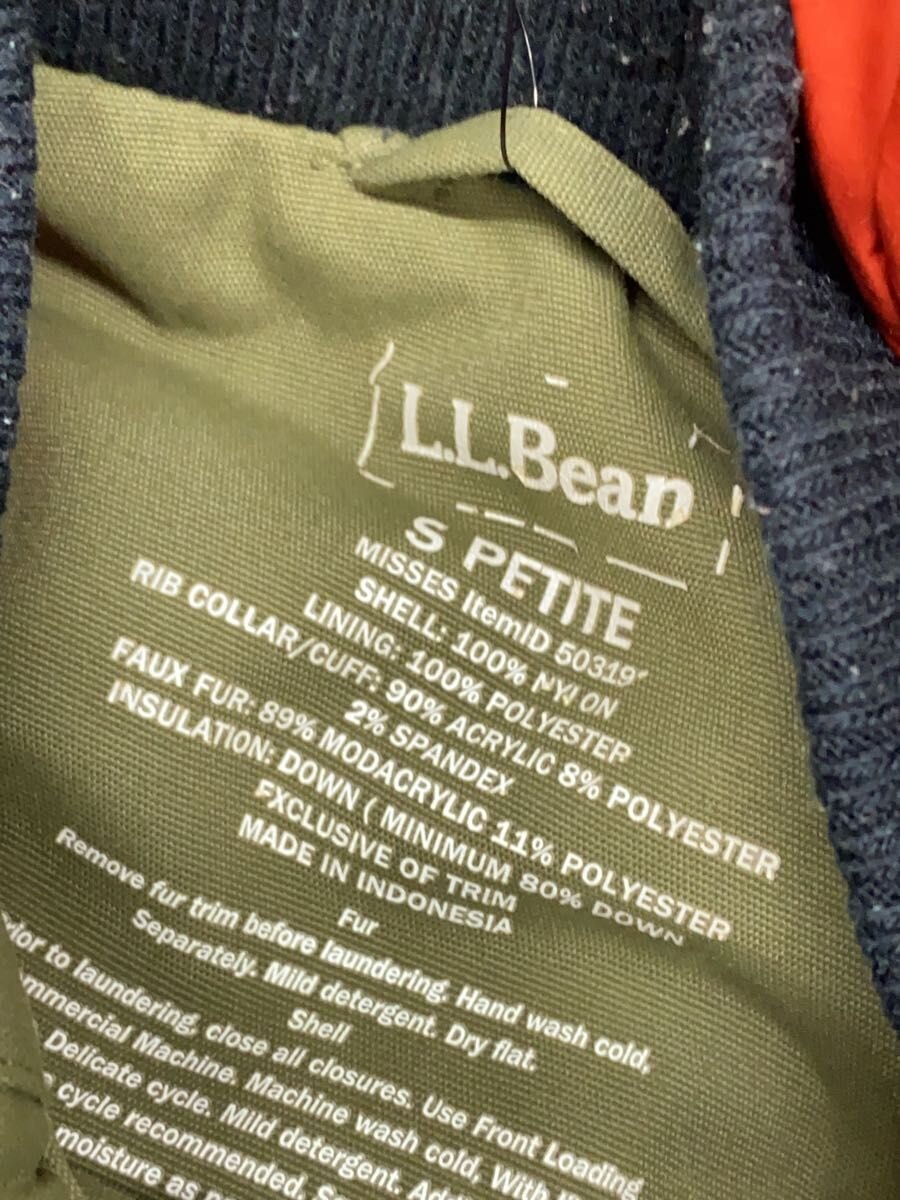 L.L.Bean
S PETITE
MISSES ItemID 50319
SHELL: 100% NYLON
LINING: 100% POLYESTER
RIB COLLAR/CUFF: 90% ACRYLIC 8% POLYESTER
2% SPANDEX
FAUX FUR: 89% MODACRYLIC 11% POLYESTER
INSULATION: DOWN ( MINIMUM 80% DOWN
EXCLUSIVE OF TRIM
MADE IN INDONESIA
Fur
Remove fur trim before laundering. Hand wash cold,
Separately. Mild detergent. Dry flat.
Shell
to laundering, close all closures. Use Front Loading
Machine. Machine wash cold, With
Delicate cycle. Mild detergent.
cycle recommended.
moisture as